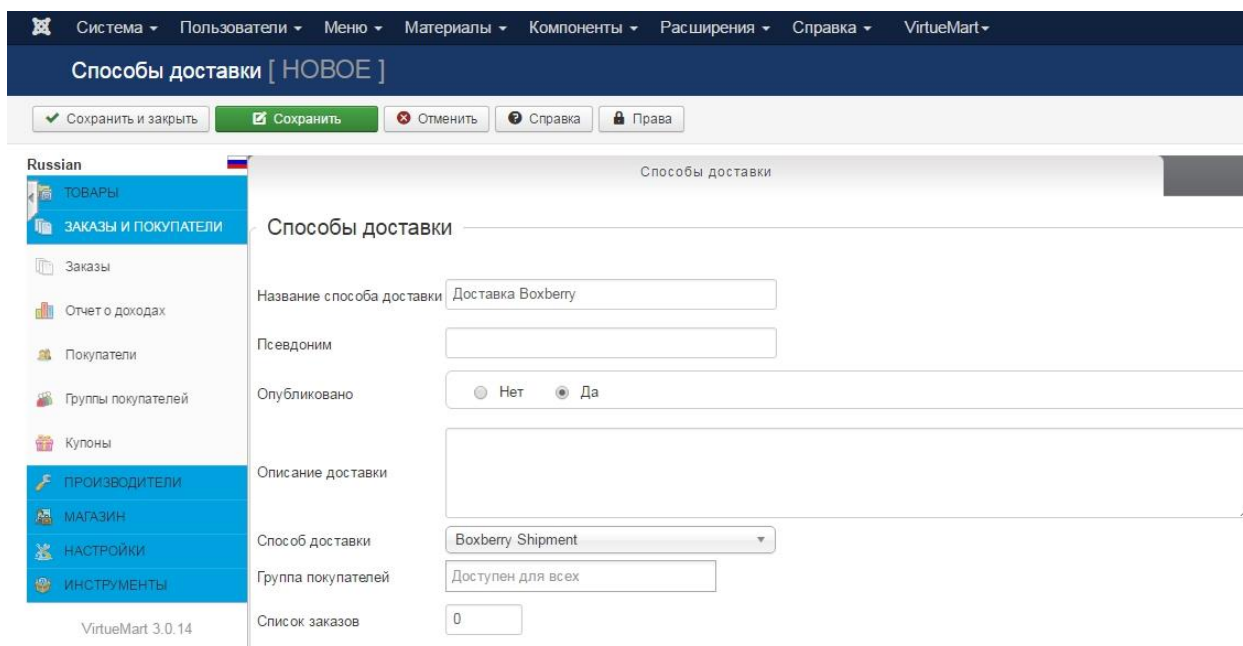 Система Пользователи Меню Материалы Компоненты Расширения Справка VirtueMart
Способы доставки [ НОВОЕ ]
Сохранить и закрыть Сохранить Отменить Справка Права
Russian
Способы доставки
ТОВАРЫ
ЗАКАЗЫ И ПОКУПАТЕЛИ
Заказы
Отчет о доходах
Покупатели
Группы покупателей
Купоны
ПРОИЗВОДИТЕЛИ
МАГАЗИН
НАСТРОЙКИ
ИНСТРУМЕНТЫ
VirtueMart 3.0.14
Способы доставки
Название способа доставки Доставка Boxberry
Псевдоним
Опубликовано Нет Да
Описание доставки
Способ доставки Boxberry Shipment
Группа покупателей Доступен для всех
Список заказов 0